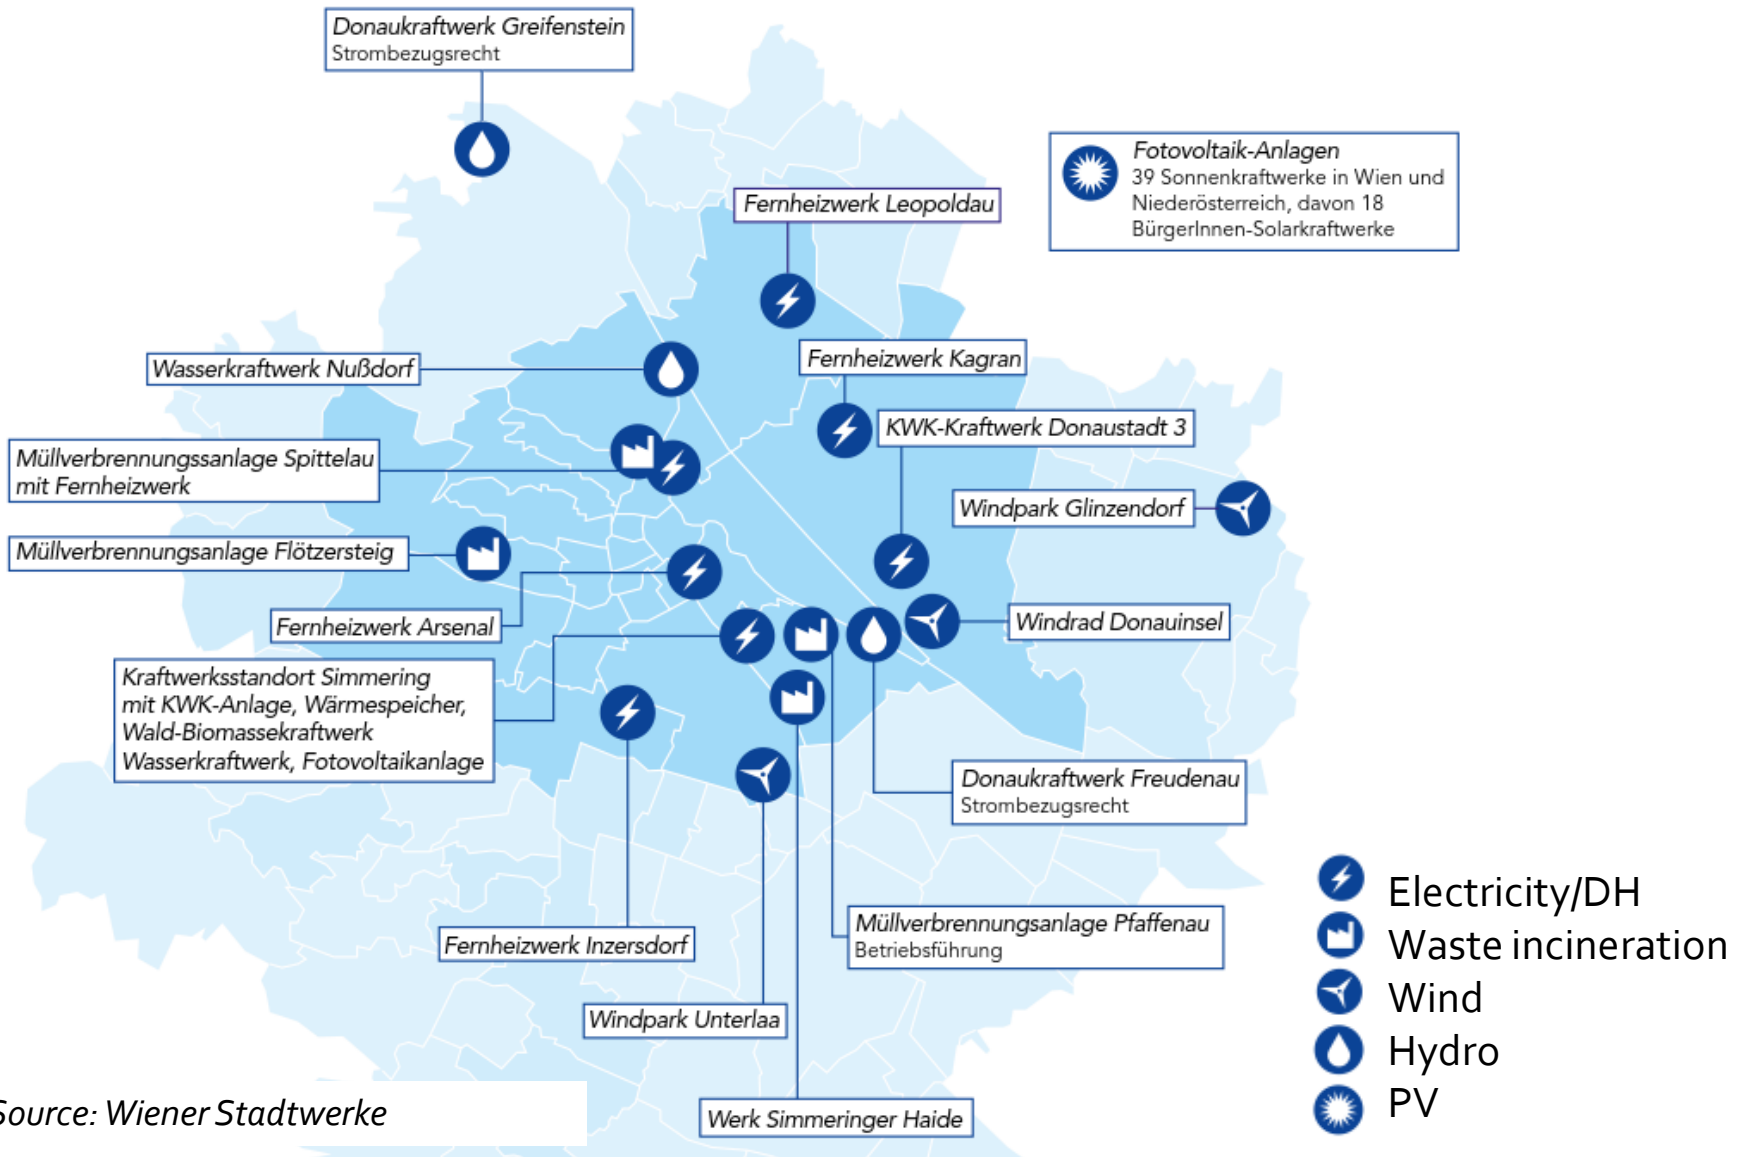 Donaukraftwerk Greifenstein
Strombezugsrecht
Fotovoltaik-Anlagen
39 Sonnenkraftwerke in Wien und
Niederösterreich, davon 18
BürgerInnen-Solarkraftwerke
Fernheizwerk Leopoldau
Wasserkraftwerk Nußdorf
Fernheizwerk Kagran
KWK-Kraftwerk Donaustadt 3
Müllverbrennungssanlage Spittelau
mit Fernheizwerk
Windpark Glinzendorf
Müllverbrennungsanlage Flötzersteig
Fernheizwerk Arsenal
Windrad Donauinsel
Kraftwerksstandort Simmering
mit KWK-Anlage, Wärmespeicher,
Wald-Biomassekraftwerk
Wasserkraftwerk, Fotovoltaikanlage
Donaukraftwerk Freudenau
Strombezugsrecht
Fernheizwerk Inzersdorf
Müllverbrennungsanlage Pfaffenau
Betriebsführung
Windpark Unterlaa
Werk Simmeringer Haide
Electricity/DH
Waste incineration
Wind
Hydro
PV
Source: Wiener Stadtwerke